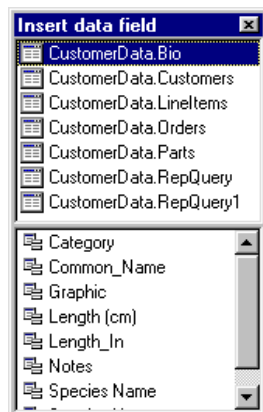 Insert data field
CustomerData.Bio
CustomerData.Customers
CustomerData.LineItems
CustomerData.Orders
CustomerData.Parts
CustomerData.RepQuery
CustomerData.RepQuery1
Category
Common_Name
Graphic
Length (cm)
Length_In
Notes
Species Name